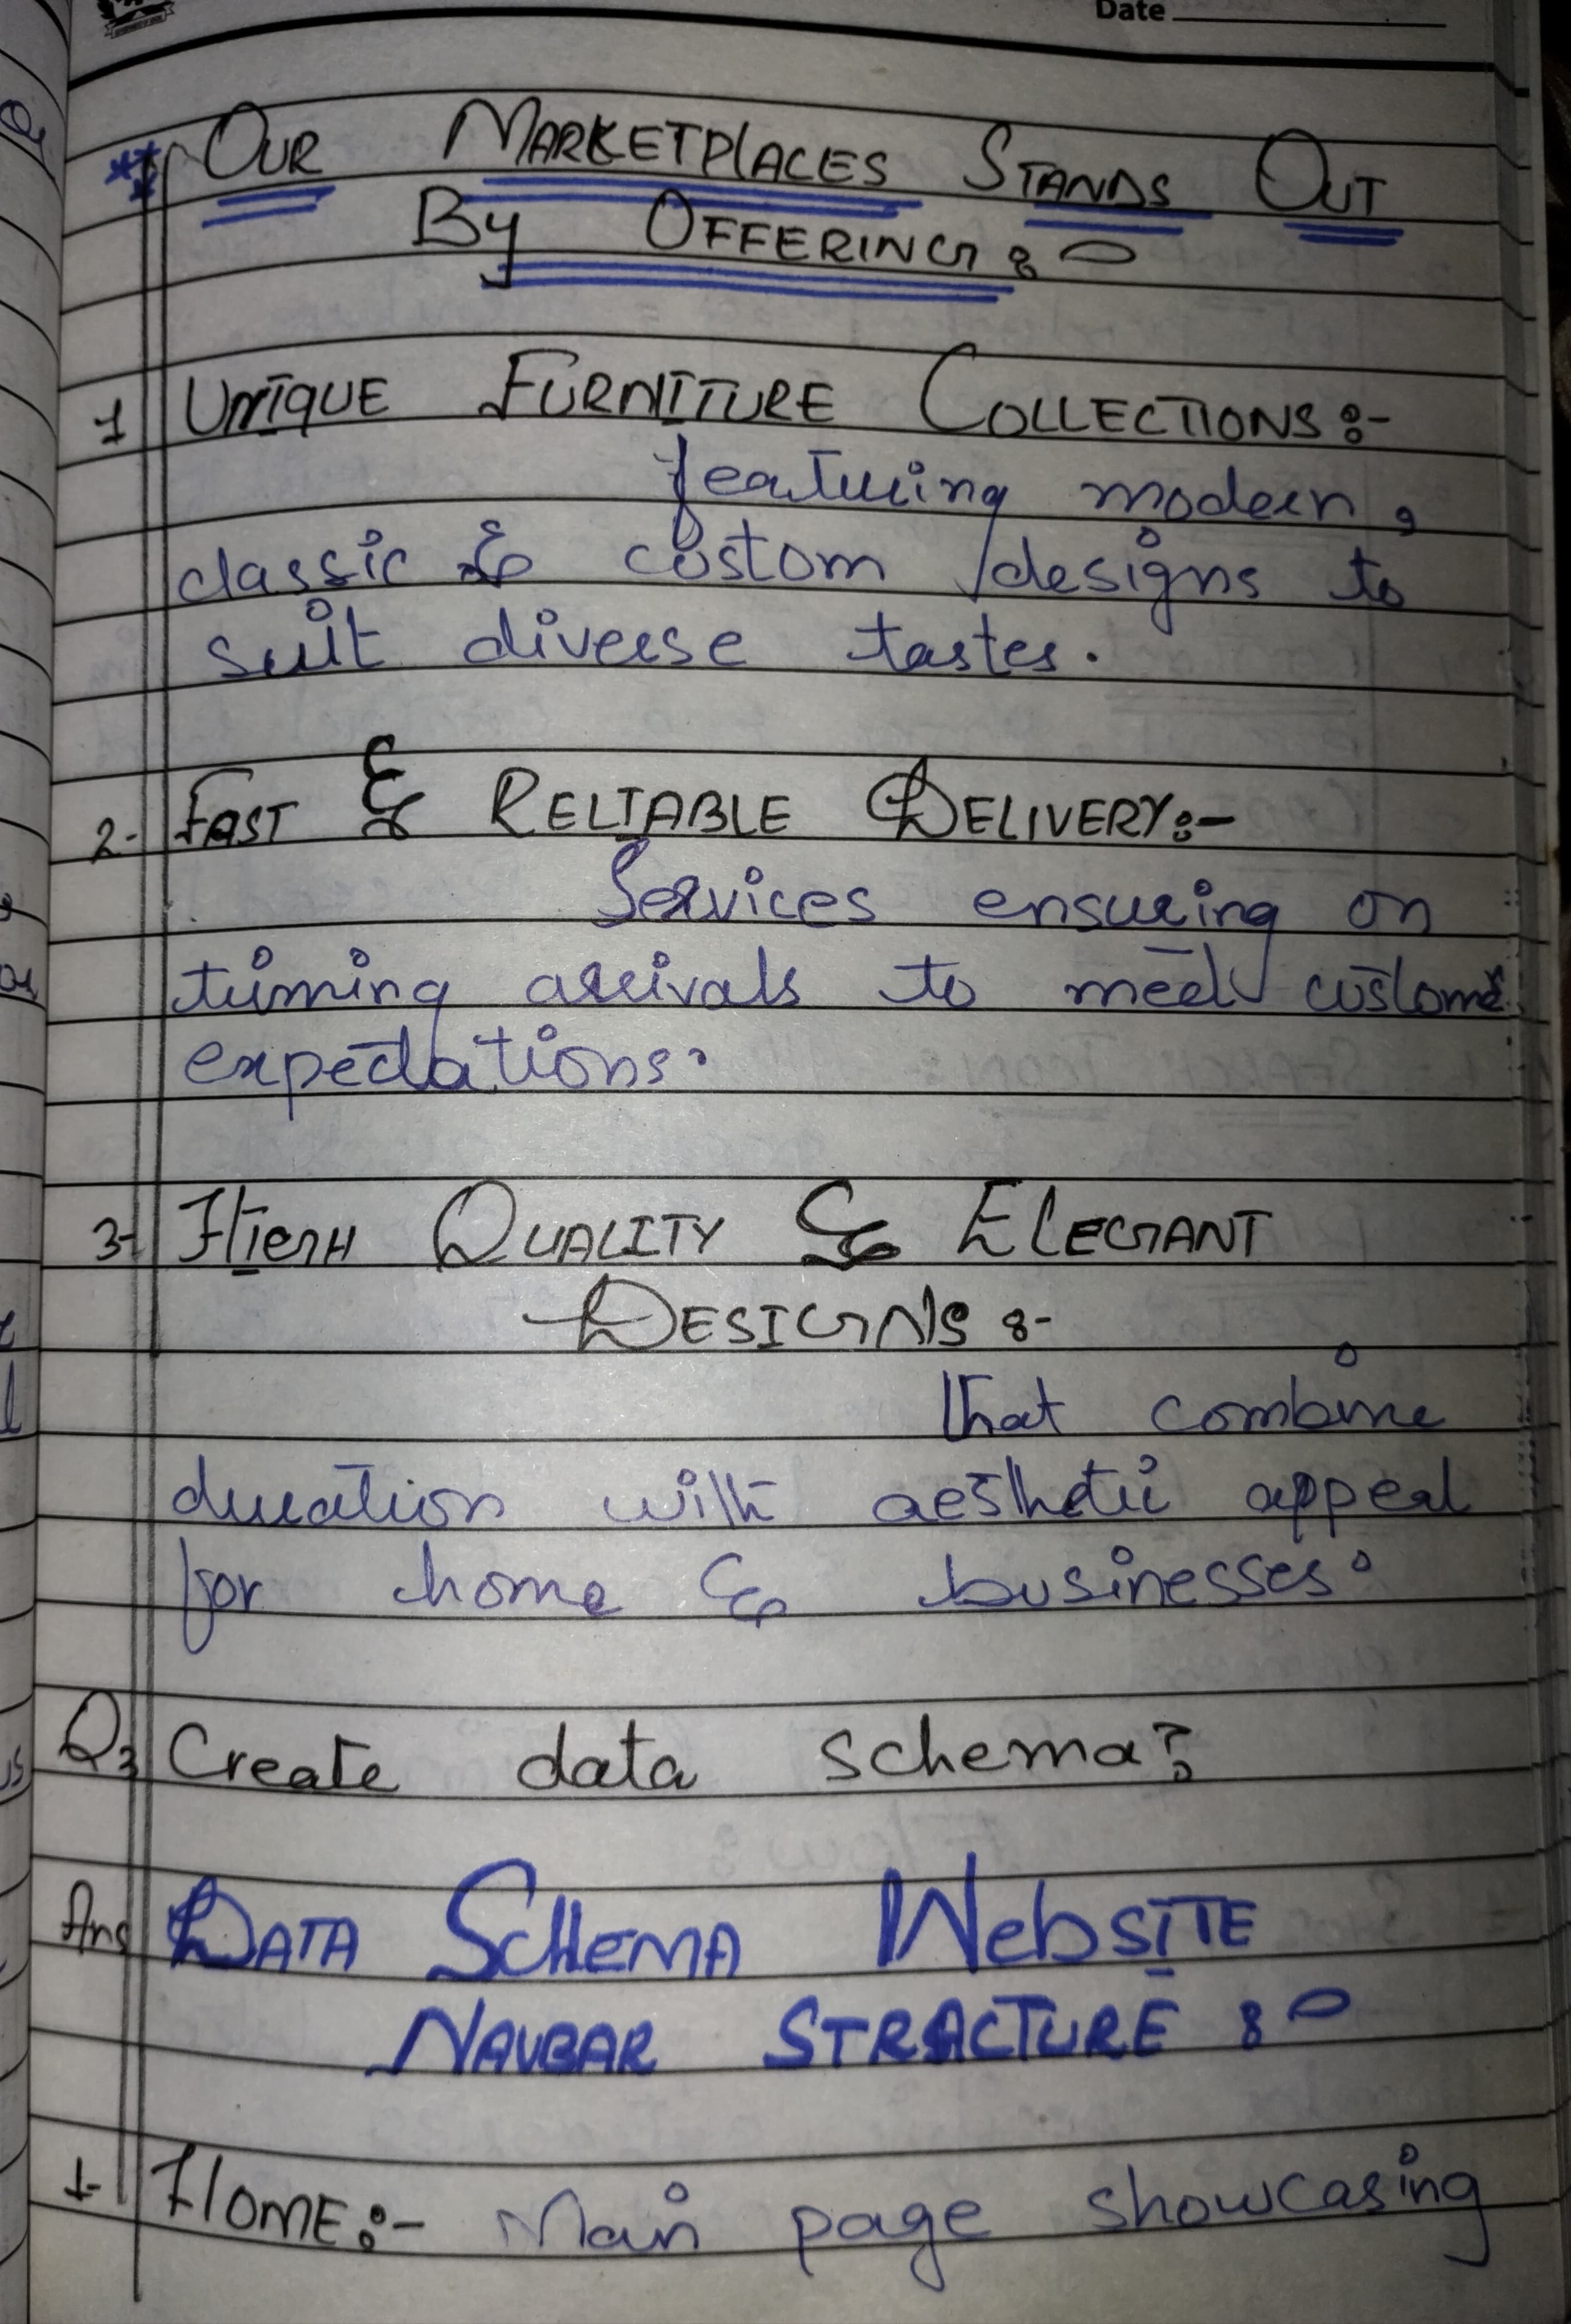 Date
** OUR MARKETPLACES STANDS OUT
By OFFERING :-
1 UNIQUE FURNITURE COLLECTIONS :-
featuring modern,
classic & custom designs to
suit diverse tastes.
2- FAST & RELIABLE DELIVERY :-
Services ensuring on
timing arrivals to meet custome
expectations.
3- HIGH QUALITY & ELEGANT
DESIGNS :-
that combine
duration with aesthetic appeal
for home & businesses.
Q3 Create data schema?
Ans DATA SCHEMA WebSITE
NAVBAR STRACTURE :-
1- HOME :- Main page showcasing